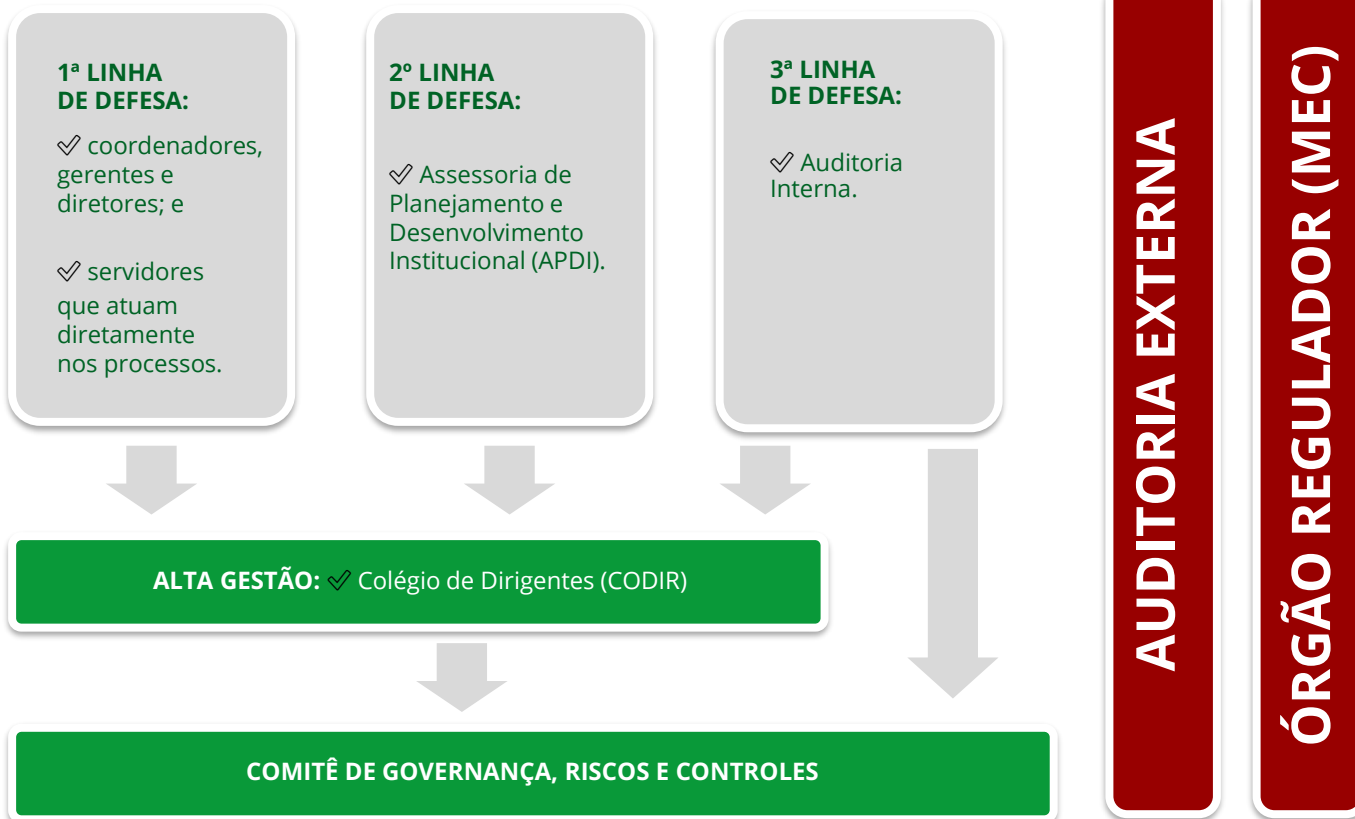 1ª LINHA
DE DEFESA:
✓ coordenadores,
gerentes e
diretores; e
✓ servidores
que atuam
diretamente
nos processos.
2º LINHA
DE DEFESA:
✓ Assessoria de
Planejamento e
Desenvolvimento
Institucional (APDI).
3ª LINHA
DE DEFESA:
✓ Auditoria
Interna.
ALTA GESTÃO: ✓ Colégio de Dirigentes (CODIR)
COMITÊ DE GOVERNANÇA, RISCOS E CONTROLES
AUDITORIA EXTERNA
ÓRGÃO REGULADOR (MEC)